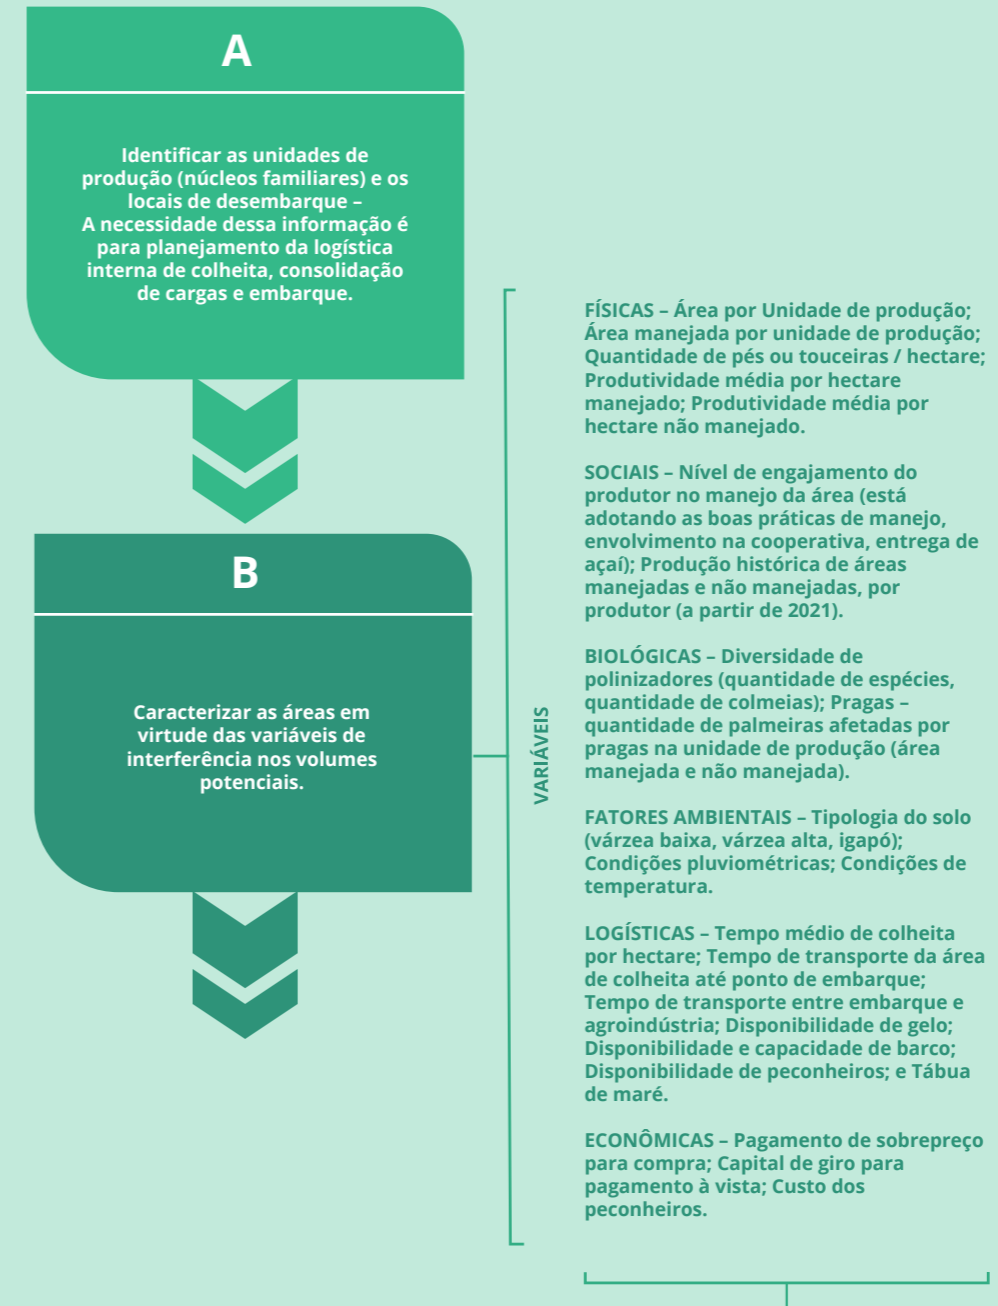 A
Identificar as unidades de
produção (núcleos familiares) e os
locais de desembarque –
A necessidade dessa informação é
para planejamento da logística
interna de colheita, consolidação
de cargas e embarque.
B
Caracterizar as áreas em
virtude das variáveis de
interferência nos volumes
potenciais.
VARIÁVEIS
FÍSICAS – Área por Unidade de produção;
Área manejada por unidade de produção;
Quantidade de pés ou touceiras / hectare;
Produtividade média por hectare
manejado; Produtividade média por
hectare não manejado.
SOCIAIS – Nível de engajamento do
produtor no manejo da área (está
adotando as boas práticas de manejo,
envolvimento na cooperativa, entrega de
açaí); Produção histórica de áreas
manejadas e não manejadas, por
produtor (a partir de 2021).
BIOLÓGICAS – Diversidade de
polinizadores (quantidade de espécies,
quantidade de colmeias); Pragas –
quantidade de palmeiras afetadas por
pragas na unidade de produção (área
manejada e não manejada).
FATORES AMBIENTAIS – Tipologia do solo
(várzea baixa, várzea alta, igapó);
Condições pluviométricas; Condições de
temperatura.
LOGÍSTICAS – Tempo médio de colheita
por hectare; Tempo de transporte da área
de colheita até ponto de embarque;
Tempo de transporte entre embarque e
agroindústria; Disponibilidade de gelo;
Disponibilidade e capacidade de barco;
Disponibilidade de peconheiros; e Tábua
de maré.
ECONÔMICAS – Pagamento de sobrepreço
para compra; Capital de giro para
pagamento à vista; Custo dos
peconheiros.